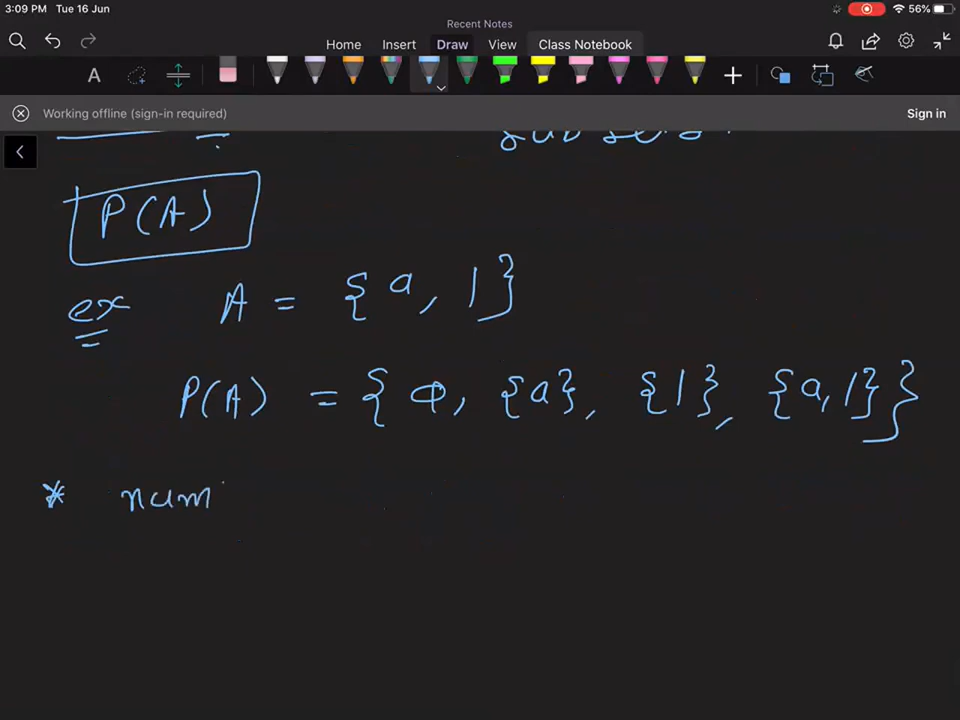 3:09 PM Tue 16 Jun
56%
Recent Notes
Home Insert Draw View Class Notebook
A
Working offline (sign-in required) Sign in
subsets.
P(A)
ex A = {a, 1}
P(A) = {φ, {a}, {1}, {a,1}}
* num